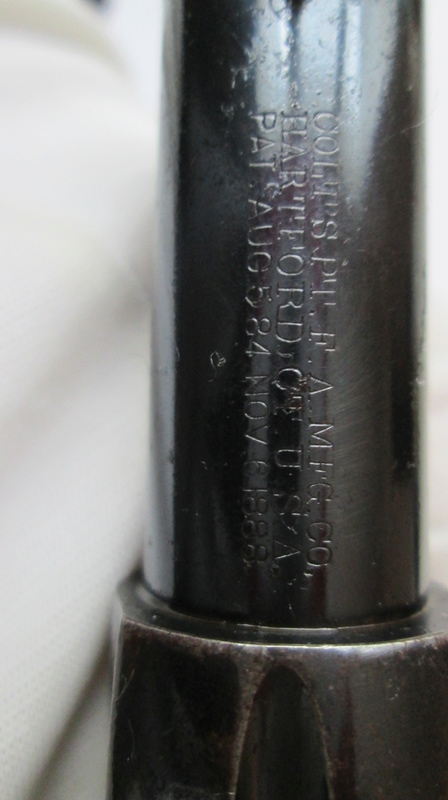 COLT'S PT. F. A. MFG. CO.
HARTFORD, CT. U.S.A.
PAT. AUG. 5.84. NOV. 6. 1888.